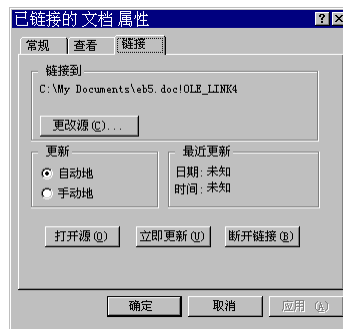 已链接的 文档 属性
常规 查看 链接
链接到
C:\My Documents\eb5.doc!OLE_LINK4
更改源(C)...
更新 最近更新
自动地 日期: 未知
手动地 时间: 未知
打开源(O) 立即更新(U) 断开链接(B)
确定 取消 应用(A)